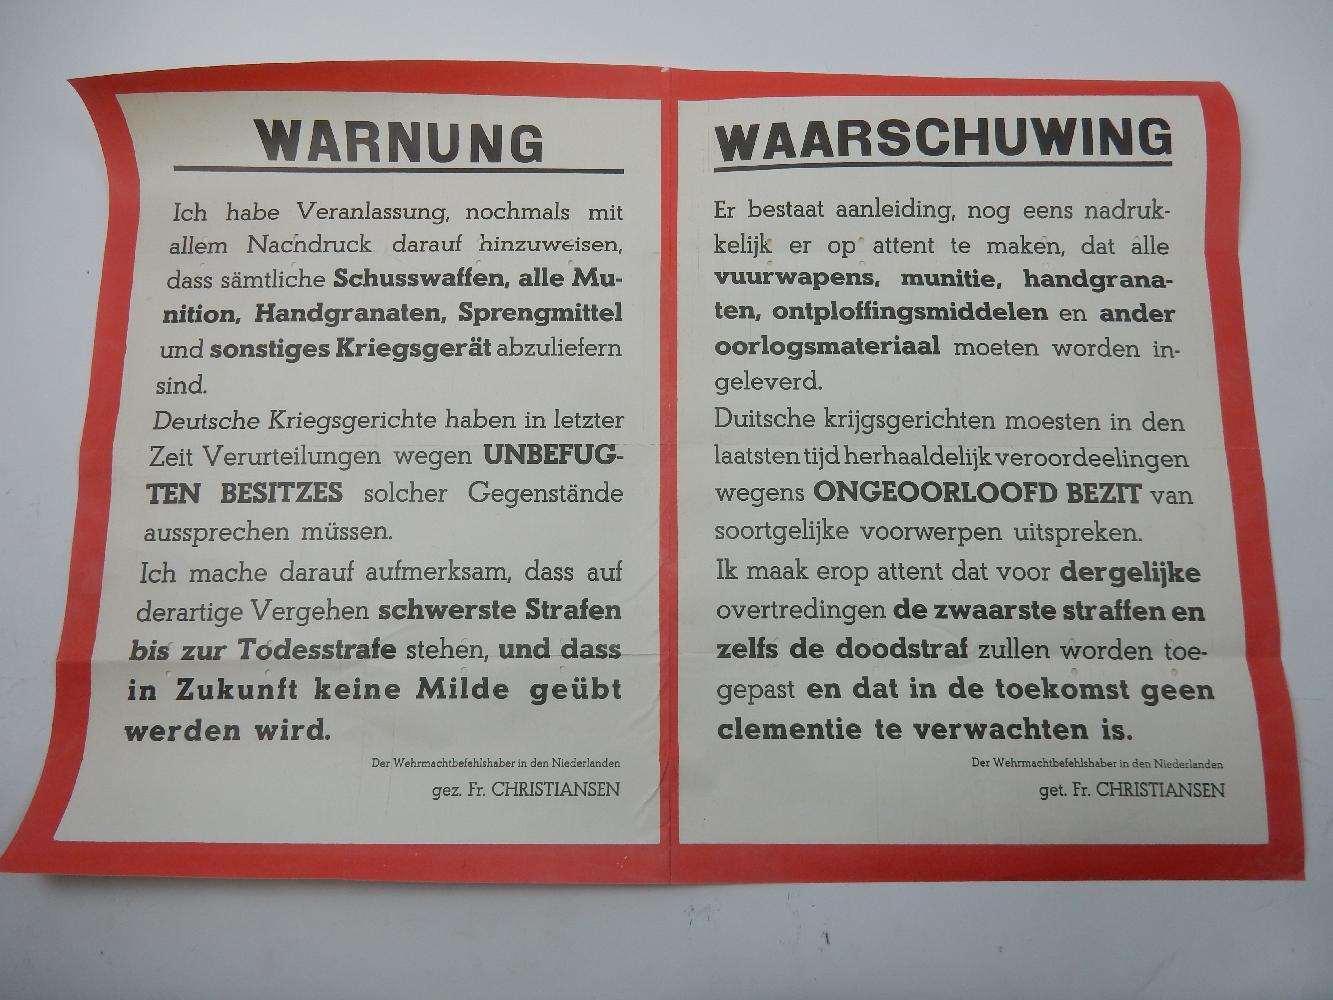 WARNUNG
Ich habe Veranlassung, nochmals mit
allem Nachdruck darauf hinzuweisen,
dass sämtliche Schusswaffen, alle Mu-
nition, Handgranaten, Sprengmittel
und sonstiges Kriegsgerät abzuliefern
sind.
Deutsche Kriegsgerichte haben in letzter
Zeit Verurteilungen wegen UNBEFUG-
TEN BESITZES solcher Gegenstände
aussprechen müssen.
Ich mache darauf aufmerksam, dass auf
derartige Vergehen schwerste Strafen
bis zur Todesstrafe stehen, und dass
in Zukunft keine Milde geübt
werden wird.
Der Wehrmachtbefehlshaber in den Niederlanden
gez. Fr. CHRISTIANSEN
WAARSCHUWING
Er bestaat aanleiding, nog eens nadruk-
kelijk er op attent te maken, dat alle
vuurwapens, munitie, handgrana-
ten, ontploffingsmiddelen en ander
oorlogsmateriaal moeten worden in-
geleverd.
Duitsche krijgsgerichten moesten in den
laatsten tijd herhaaldelijk veroordeelingen
wegens ONGEOORLOOFD BEZIT van
soortgelijke voorwerpen uitspreken.
Ik maak erop attent dat voor dergelijke
overtredingen de zwaarste straffen en
zelfs de doodstraf zullen worden toe-
gepast en dat in de toekomst geen
clementie te verwachten is.
Der Wehrmachtbefehlshaber in den Niederlanden
get. Fr. CHRISTIANSEN